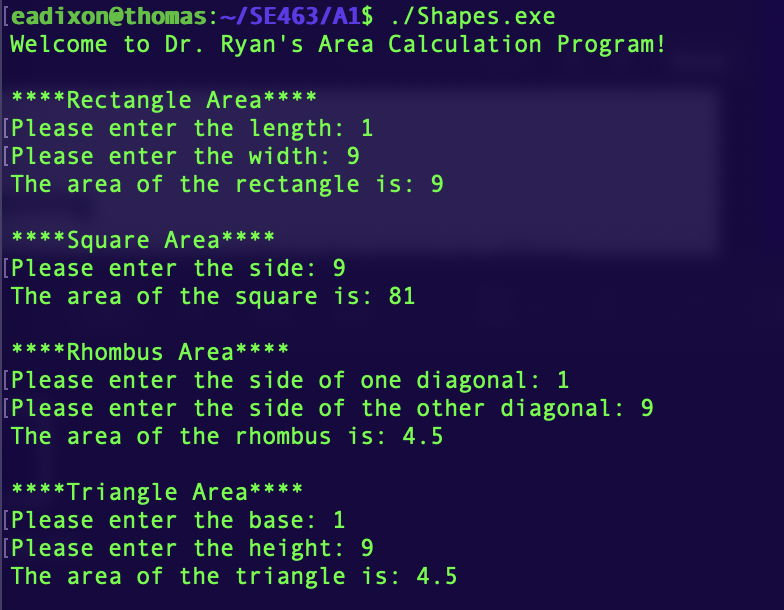 [eadixon@thomas:~/SE463/A1$ ./Shapes.exe
Welcome to Dr. Ryan's Area Calculation Program!
****Rectangle Area****
[Please enter the length: 1
[Please enter the width: 9
The area of the rectangle is: 9
****Square Area****
[Please enter the side: 9
The area of the square is: 81
****Rhombus Area****
[Please enter the side of one diagonal: 1
[Please enter the side of the other diagonal: 9
The area of the rhombus is: 4.5
****Triangle Area****
[Please enter the base: 1
[Please enter the height: 9
The area of the triangle is: 4.5